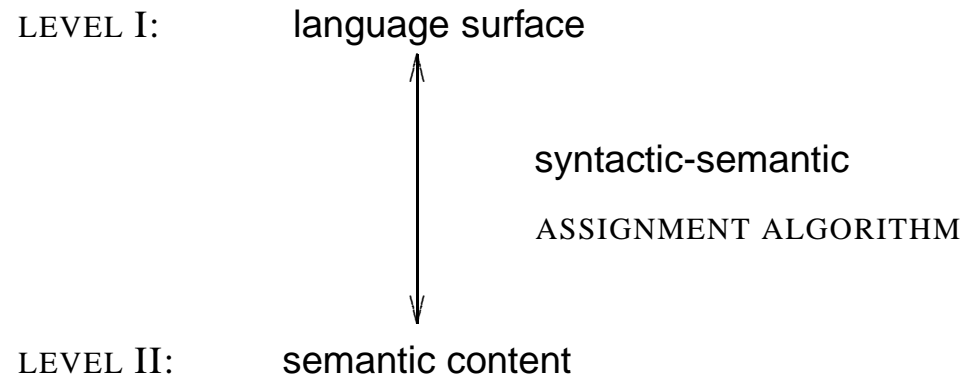 LEVEL I: language surface
syntactic-semantic
ASSIGNMENT ALGORITHM
LEVEL II: semantic content